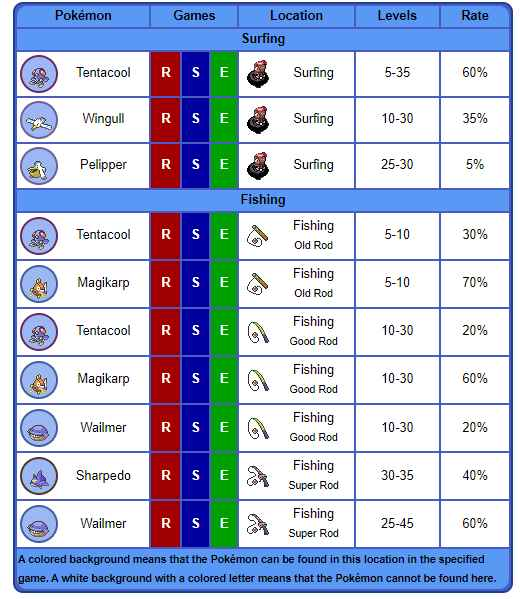 Pokémon Games Location Levels Rate
Surfing
Tentacool R S E Surfing 5-35 60%
Wingull R S E Surfing 10-30 35%
Pelipper R S E Surfing 25-30 5%
Fishing
Tentacool R S E Fishing Old Rod 5-10 30%
Magikarp R S E Fishing Old Rod 5-10 70%
Tentacool R S E Fishing Good Rod 10-30 20%
Magikarp R S E Fishing Good Rod 10-30 60%
Wailmer R S E Fishing Good Rod 10-30 20%
Sharpedo R S E Fishing Super Rod 30-35 40%
Wailmer R S E Fishing Super Rod 25-45 60%
A colored background means that the Pokémon can be found in this location in the specified
game. A white background with a colored letter means that the Pokémon cannot be found here.